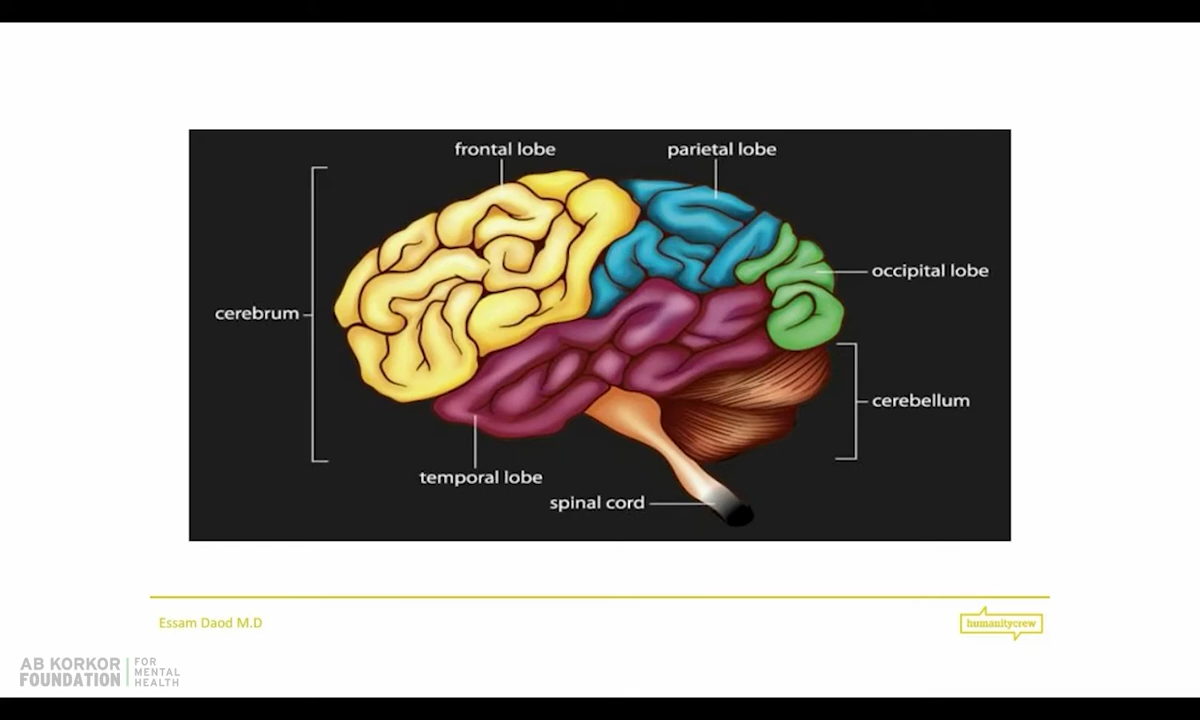 frontal lobe
parietal lobe
occipital lobe
cerebrum
cerebellum
temporal lobe
spinal cord
Essam Daod M.D
humanitycrew
AB KORKOR
FOUNDATION
FOR
MENTAL
HEALTH